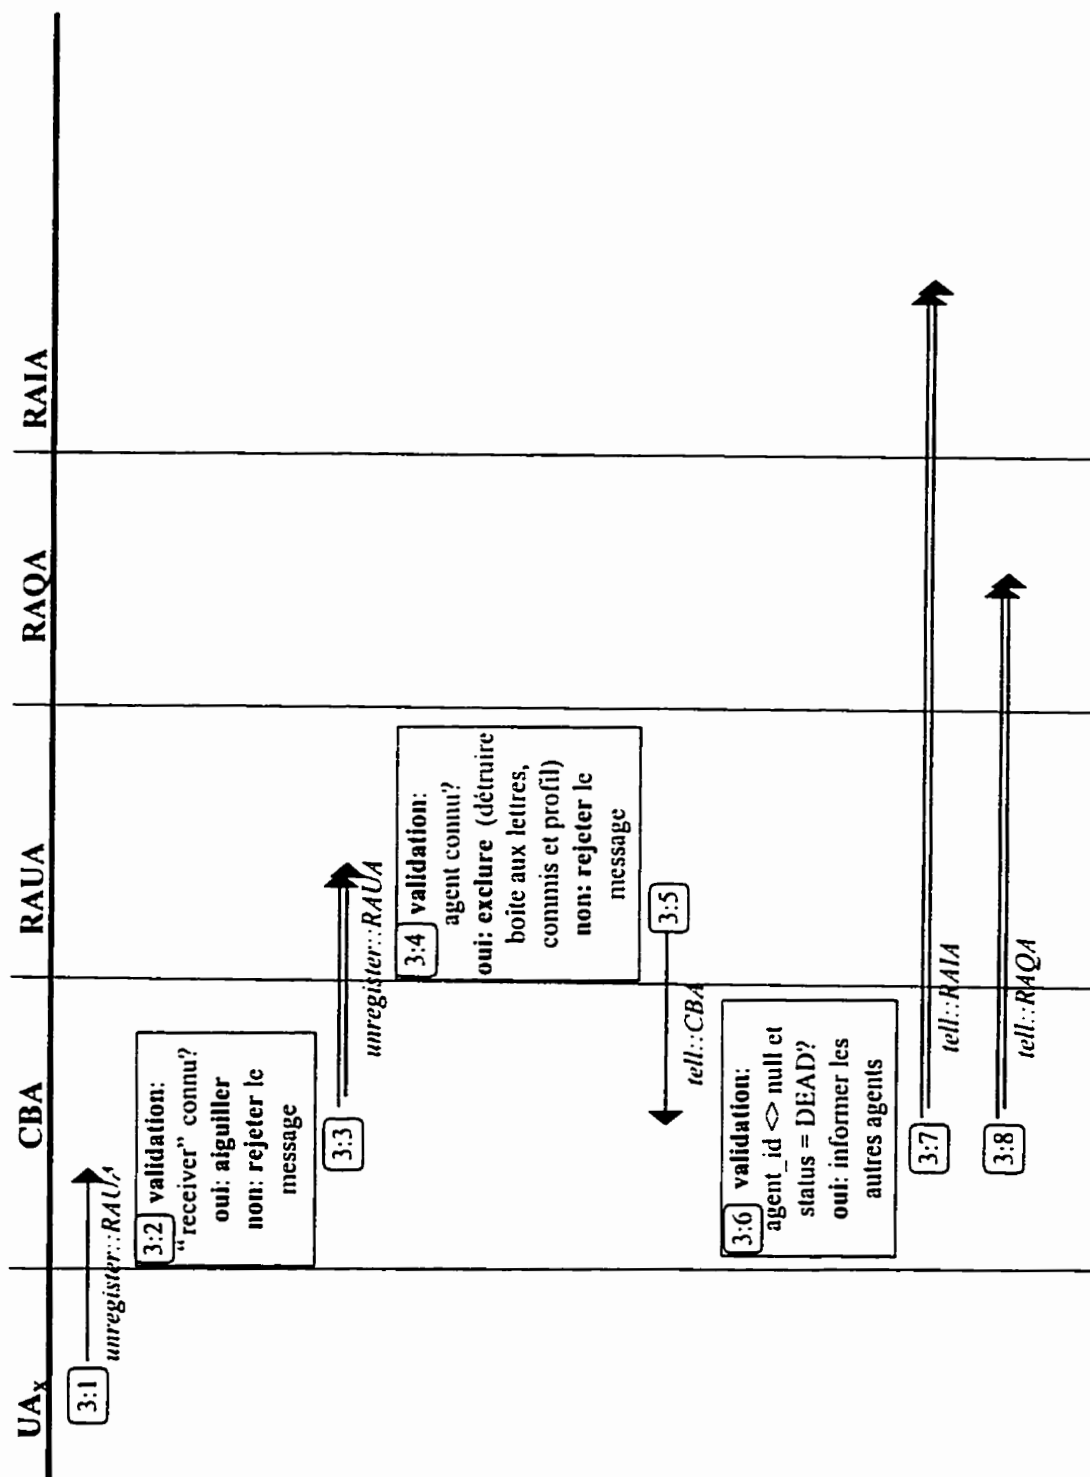 UAx CBA RAUA RAQA RAIA
3:1
unregister::RAUA
3:2 validation:
“receiver” connu?
oui: aiguiller
non: rejeter le
message
3:3
unregister::RAUA
3:4 validation:
agent connu?
oui: exclure (détruire
boite aux lettres,
commis et profil)
non: rejeter le
message
3:5
tell::CBA
3:6 validation:
agent_id <> null et
status = DEAD?
oui: informer les
autres agents
3:7
tell::RAIA
3:8
tell::RAQA